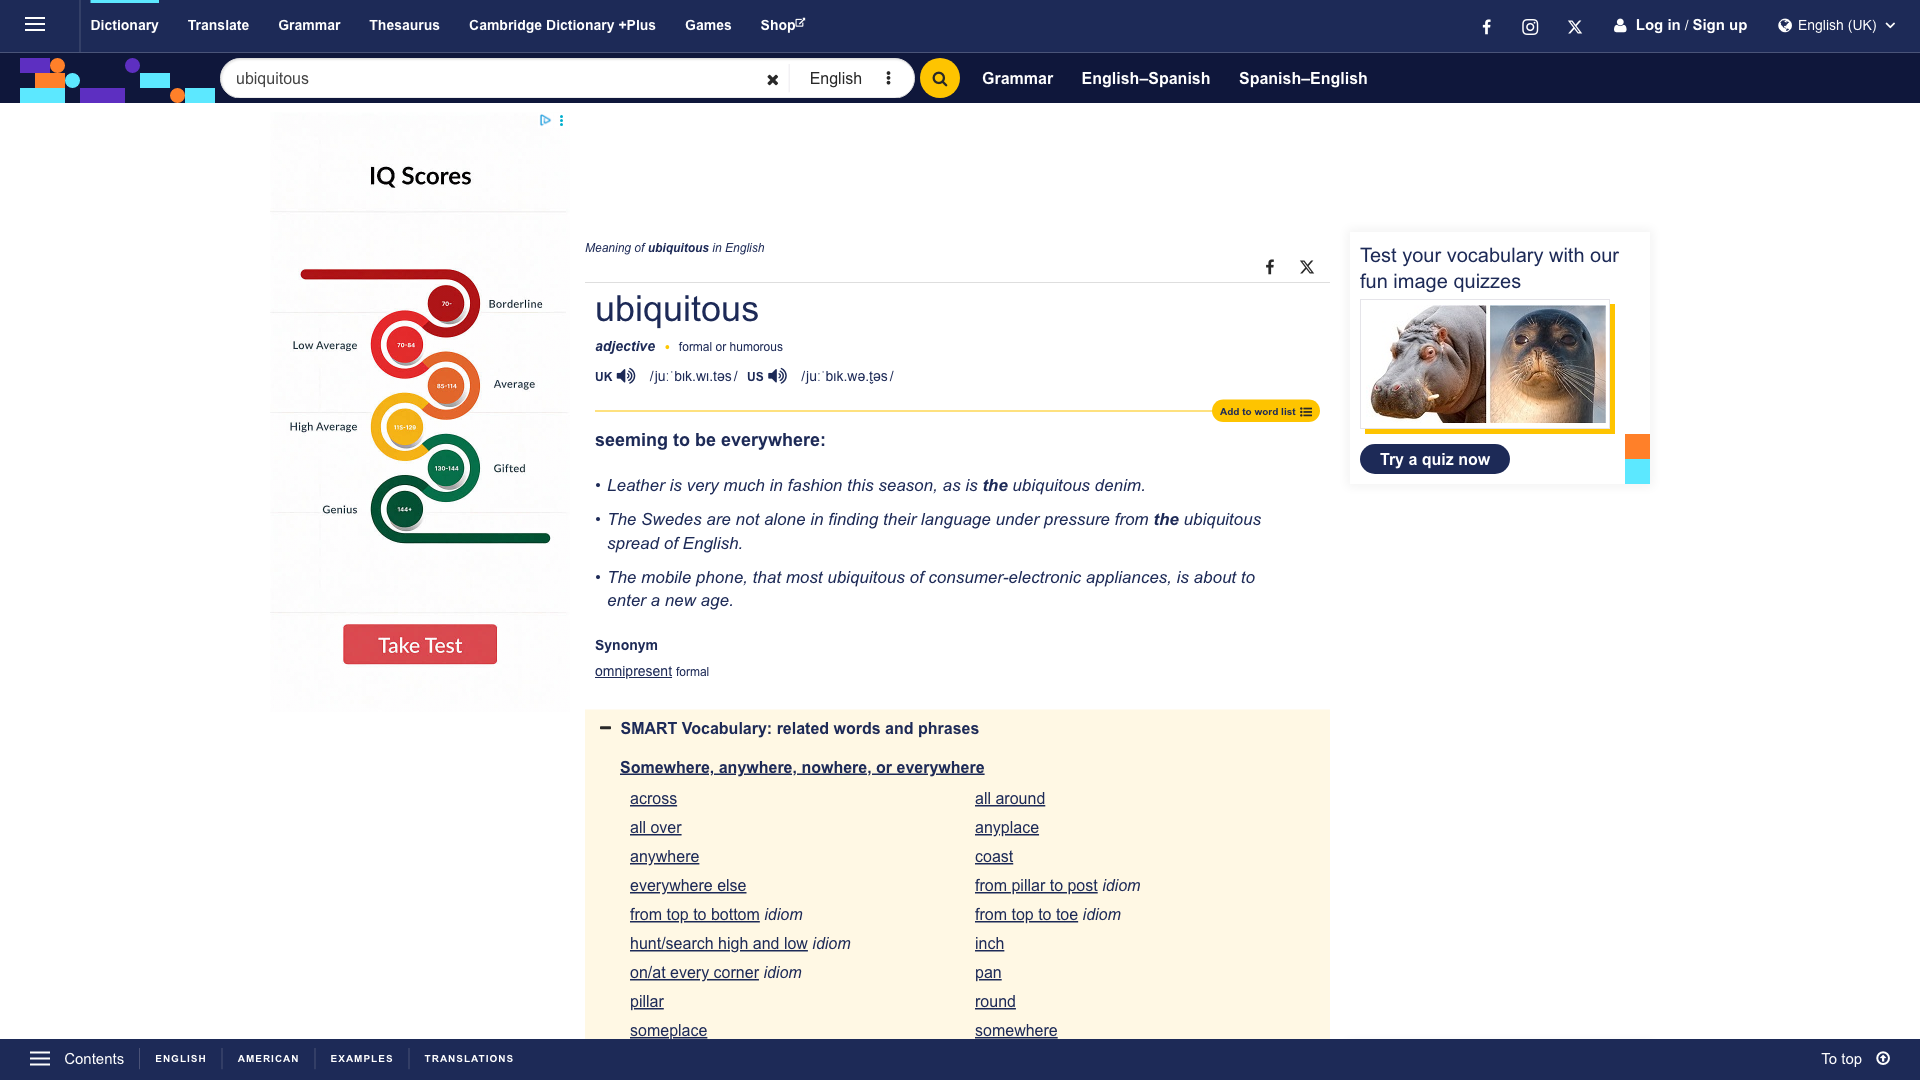 Dictionary Translate Grammar Thesaurus Cambridge Dictionary +Plus Games Shop
Log in / Sign up English (UK)
ubiquitous English Grammar English–Spanish Spanish–English
IQ Scores
70- Borderline
Low Average 70-84
85-114 Average
High Average 115-129
130-144 Gifted
Genius 144+
Take Test
Meaning of ubiquitous in English
ubiquitous
adjective formal or humorous
UK /juːˈbɪk.wɪ.təs/ US /juːˈbɪk.wə.t̬əs/
Add to word list
seeming to be everywhere:
• Leather is very much in fashion this season, as is the ubiquitous denim.
• The Swedes are not alone in finding their language under pressure from the ubiquitous
spread of English.
• The mobile phone, that most ubiquitous of consumer-electronic appliances, is about to
enter a new age.
Synonym
omnipresent formal
SMART Vocabulary: related words and phrases
Somewhere, anywhere, nowhere, or everywhere
across all around
all over anyplace
anywhere coast
everywhere else from pillar to post idiom
from top to bottom idiom from top to toe idiom
hunt/search high and low idiom inch
on/at every corner idiom pan
pillar round
someplace somewhere
Test your vocabulary with our
fun image quizzes
Try a quiz now
Contents ENGLISH AMERICAN EXAMPLES TRANSLATIONS To top